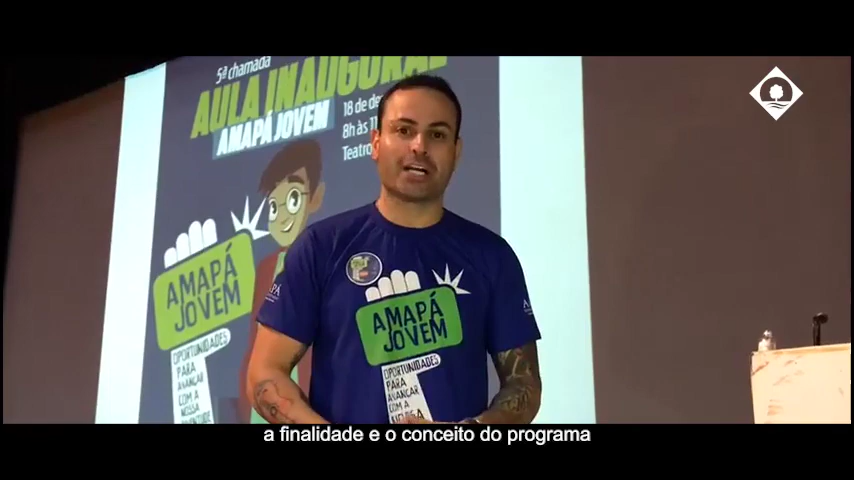 5ª chamada
AULA INAUGURAL
AMAPÁ JOVEM
18 de de
8h às 11
Teatro
AMAPÁ
JOVEM
OPORTUNIDADES
PARA
AVANÇAR
COM A
NOSSA
JUVENTUDE
AMAPÁ
JOVEM
OPORTUNIDADES
PARA
AVANÇAR
COM A
a finalidade e o conceito do programa